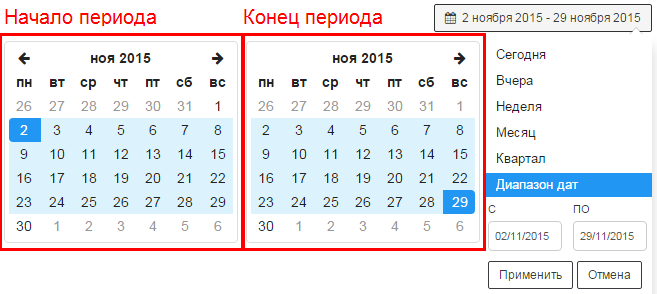 Начало периода
Конец периода
2 ноября 2015 - 29 ноября 2015
ноя 2015
пн вт ср чт пт сб вс
26 27 28 29 30 31 1
2 3 4 5 6 7 8
9 10 11 12 13 14 15
16 17 18 19 20 21 22
23 24 25 26 27 28 29
30 1 2 3 4 5 6
ноя 2015
пн вт ср чт пт сб вс
26 27 28 29 30 31 1
2 3 4 5 6 7 8
9 10 11 12 13 14 15
16 17 18 19 20 21 22
23 24 25 26 27 28 29
30 1 2 3 4 5 6
Сегодня
Вчера
Неделя
Месяц
Квартал
Диапазон дат
С ПО
02/11/2015 29/11/2015
Применить Отмена